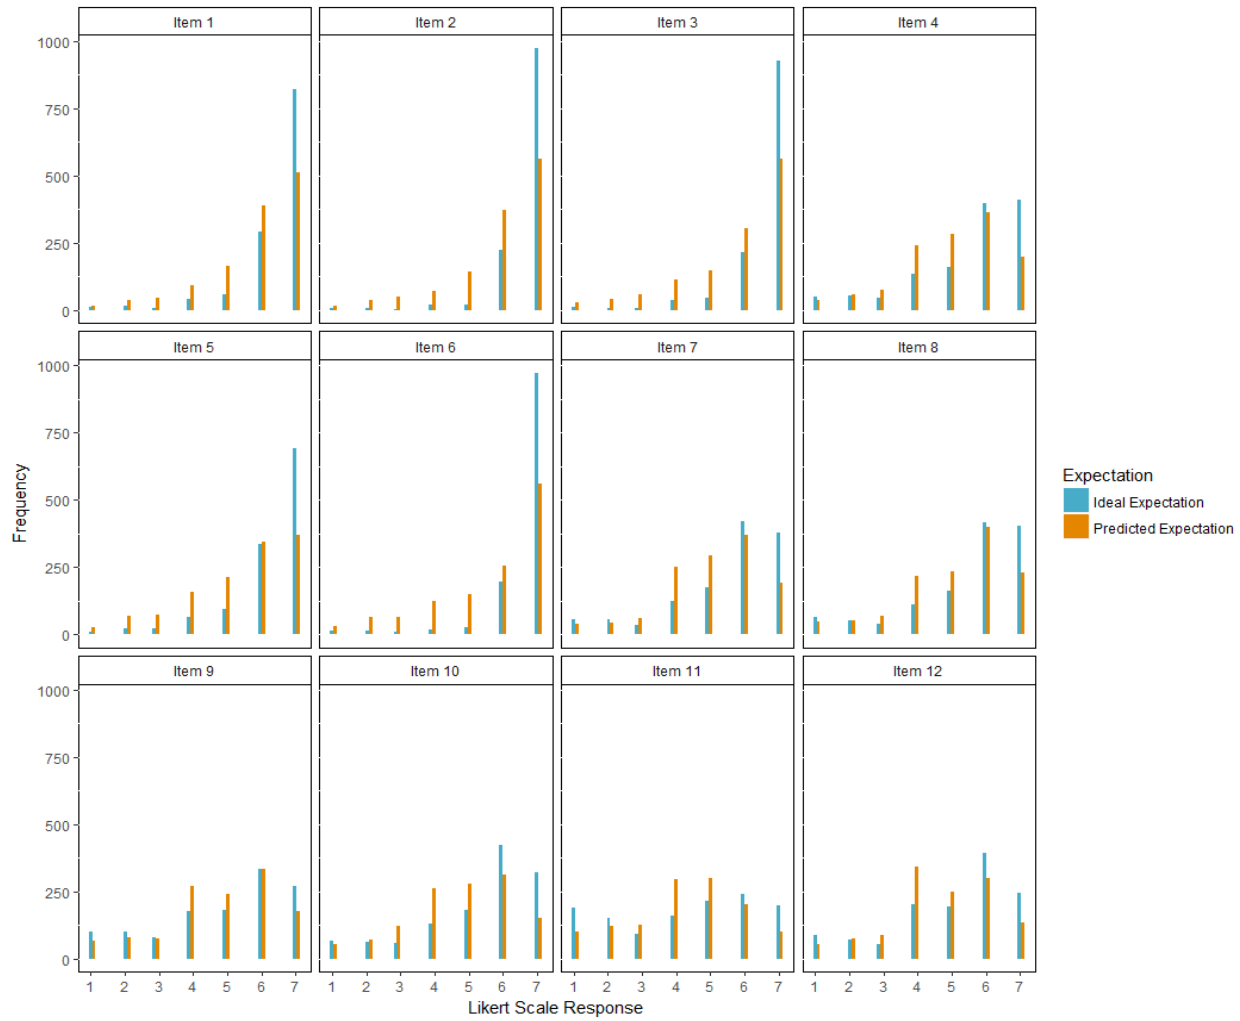 Item 1
Item 2
Item 3
Item 4
1000
750
500
250
0
Item 5
Item 6
Item 7
Item 8
1000
750
500
250
0
Item 9
Item 10
Item 11
Item 12
1000
750
500
250
0
1 2 3 4 5 6 7
1 2 3 4 5 6 7
1 2 3 4 5 6 7
1 2 3 4 5 6 7
Frequency
Likert Scale Response
Expectation
Ideal Expectation
Predicted Expectation